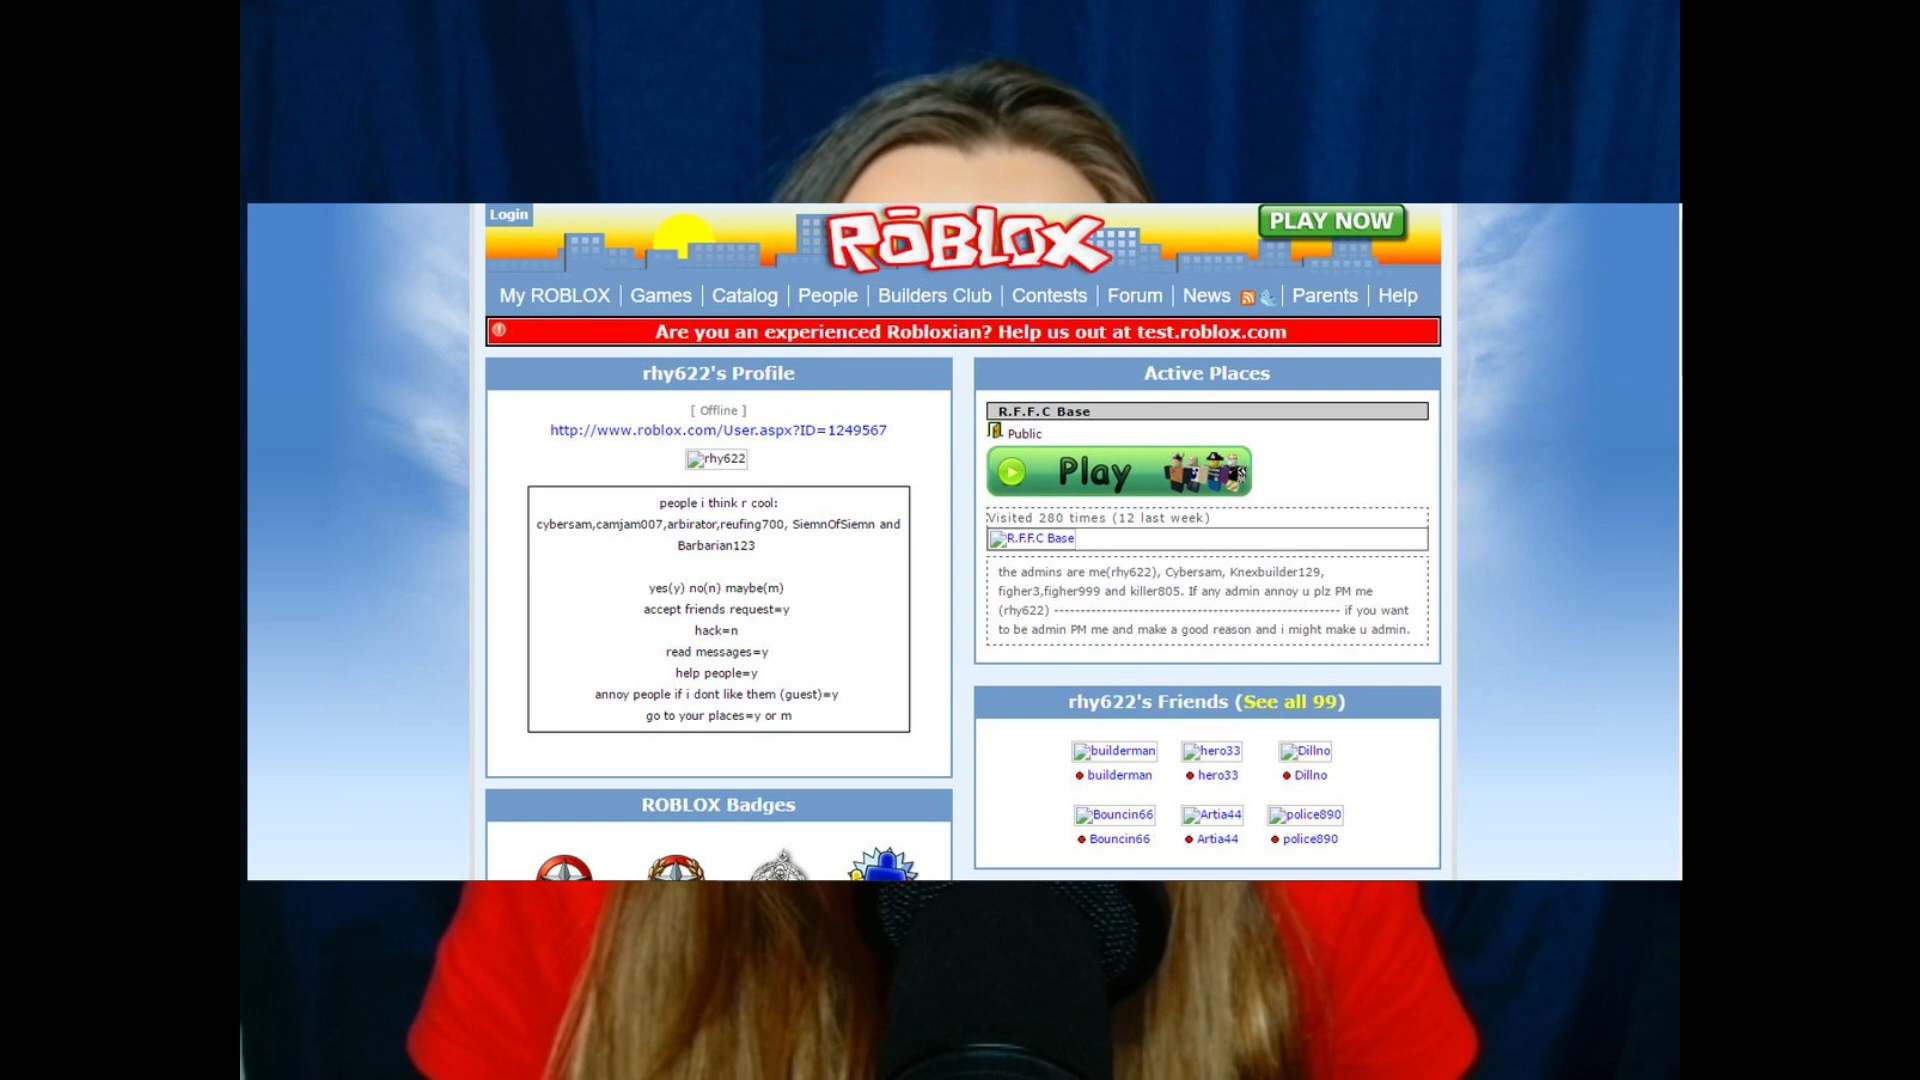 Login
ROBLOX
PLAY NOW
My ROBLOX | Games | Catalog | People | Builders Club | Contests | Forum | News | Parents | Help
Are you an experienced Robloxian? Help us out at test.roblox.com
rhy622's Profile
[ Offline ]
http://www.roblox.com/User.aspx?ID=1249567
rhy622
people i think r cool:
cybersam,camjam007,arbirator,reufing700, SiemnOfSiemn and
Barbarian123
yes(y) no(n) maybe(m)
accept friends request=y
hack=n
read messages=y
help people=y
annoy people if i dont like them (guest)=y
go to your places=y or m
ROBLOX Badges
Active Places
R.F.F.C Base
Public
Play
Visited 280 times (12 last week)
R.F.F.C Base
the admins are me(rhy622), Cybersam, Knexbuilder129,
figher3,figher999 and killer805. If any admin annoy u plz PM me
(rhy622) ---------------------------------------------- if you want
to be admin PM me and make a good reason and i might make u admin.
rhy622's Friends (See all 99)
builderman hero33 Dillno
builderman hero33 Dillno
Bouncin66 Artia44 police890
Bouncin66 Artia44 police890